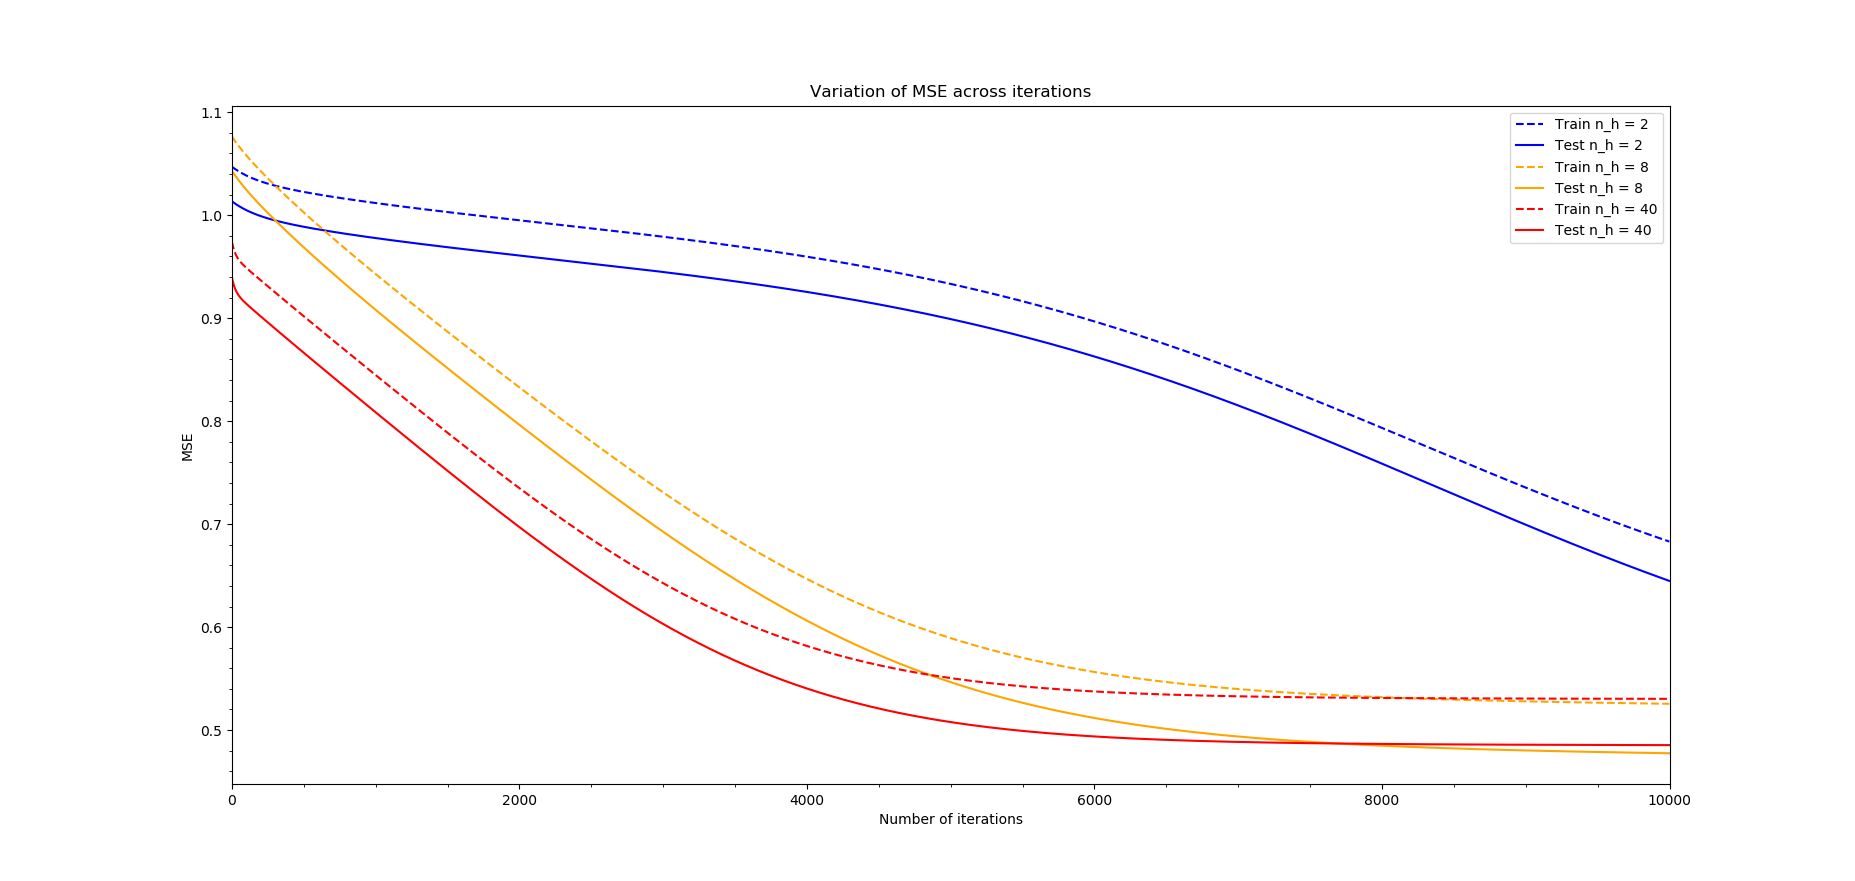 Variation of MSE across iterations
Train n_h = 2
Test n_h = 2
Train n_h = 8
Test n_h = 8
Train n_h = 40
Test n_h = 40
1.1
1.0
0.9
0.8
0.7
0.6
0.5
MSE
0 2000 4000 6000 8000 10000
Number of iterations